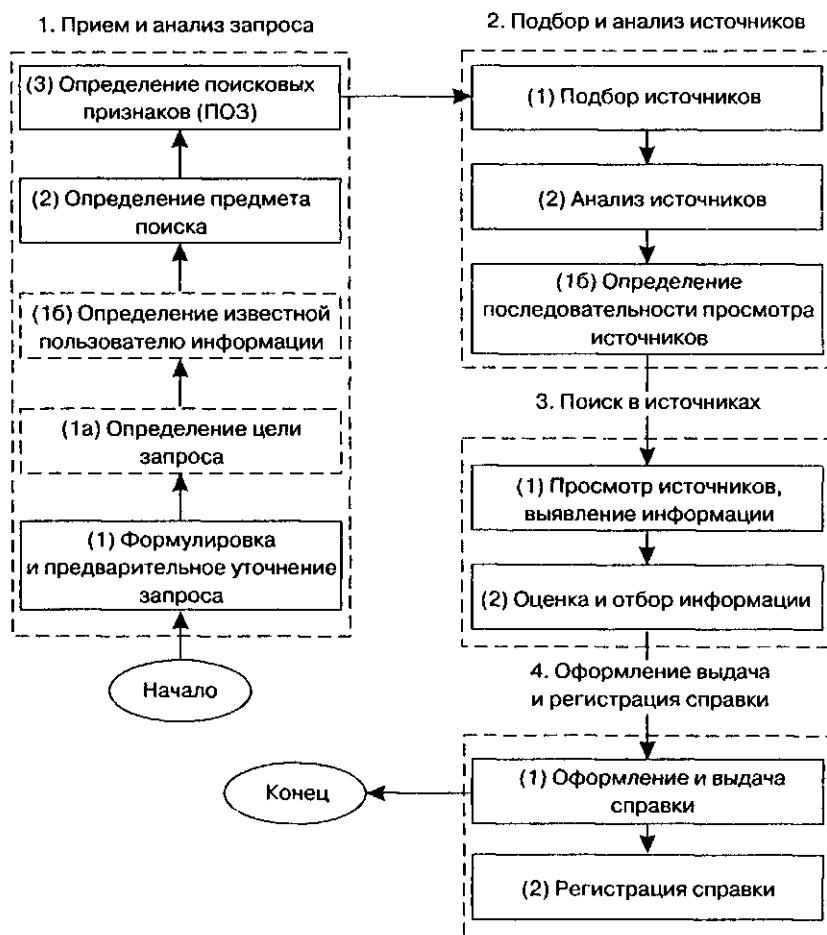 1. Прием и анализ запроса
(3) Определение поисковых
признаков (ПОЗ)
(2) Определение предмета
поиска
(1б) Определение известной
пользователю информации
(1а) Определение цели
запроса
(1) Формулировка
и предварительное уточнение
запроса
Начало
2. Подбор и анализ источников
(1) Подбор источников
(2) Анализ источников
(1б) Определение
последовательности просмотра
источников
3. Поиск в источниках
(1) Просмотр источников,
выявление информации
(2) Оценка и отбор информации
4. Оформление выдача
и регистрация справки
(1) Оформление и выдача
справки
Конец
(2) Регистрация справки